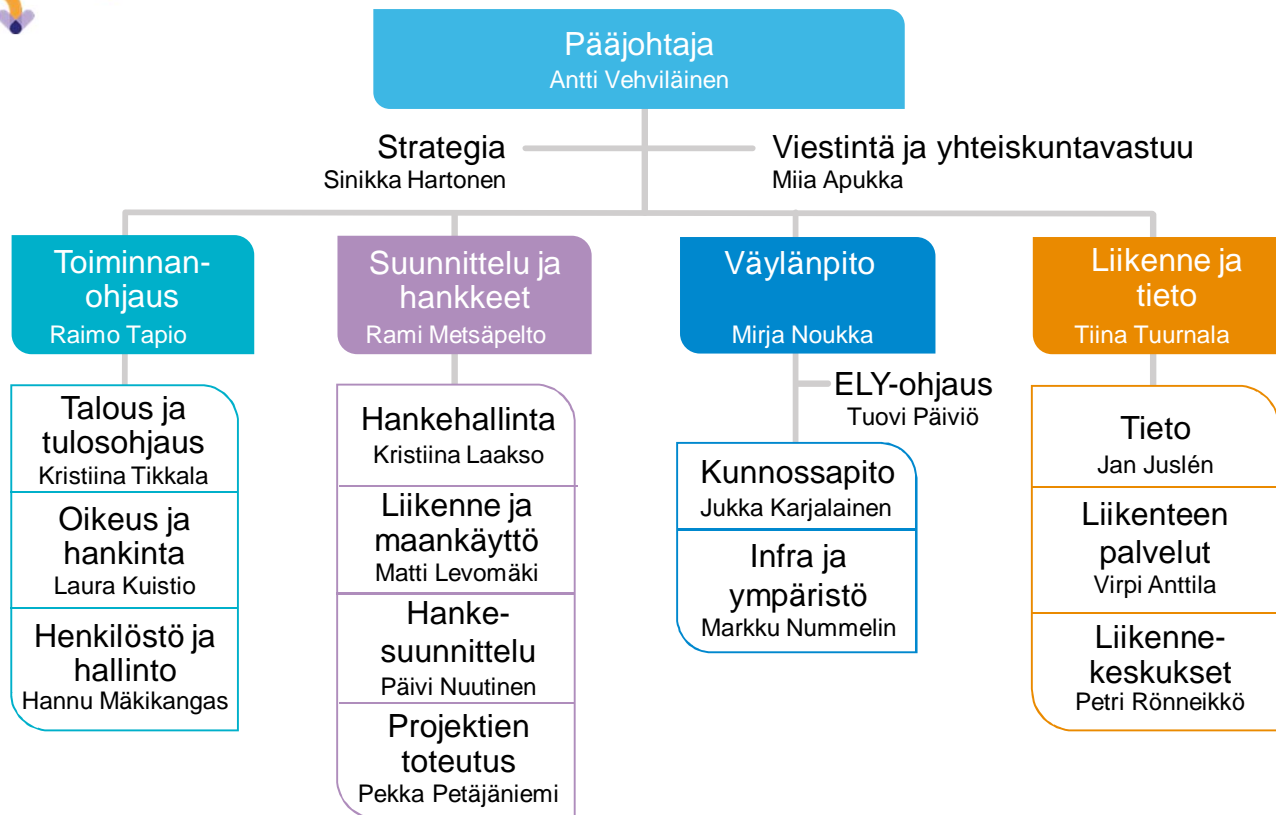 Pääjohtaja
Antti Vehviläinen
Strategia
Sinikka Hartonen
Viestintä ja yhteiskuntavastuu
Miia Apukka
Toiminnan-
ohjaus
Raimo Tapio
Talous ja
tulosohjaus
Kristiina Tikkala
Oikeus ja
hankinta
Laura Kuistio
Henkilöstö ja
hallinto
Hannu Mäkikangas
Suunnittelu ja
hankkeet
Rami Metsäpelto
Hankehallinta
Kristiina Laakso
Liikenne ja
maankäyttö
Matti Levomäki
Hanke-
suunnittelu
Päivi Nuutinen
Projektien
toteutus
Pekka Petäjäniemi
Väylänpito
Mirja Noukka
ELY-ohjaus
Tuovi Päiviö
Kunnossapito
Jukka Karjalainen
Infra ja
ympäristö
Markku Nummelin
Liikenne ja
tieto
Tiina Tuurnala
Tieto
Jan Juslén
Liikenteen
palvelut
Virpi Anttila
Liikenne-
keskukset
Petri Rönneikkö